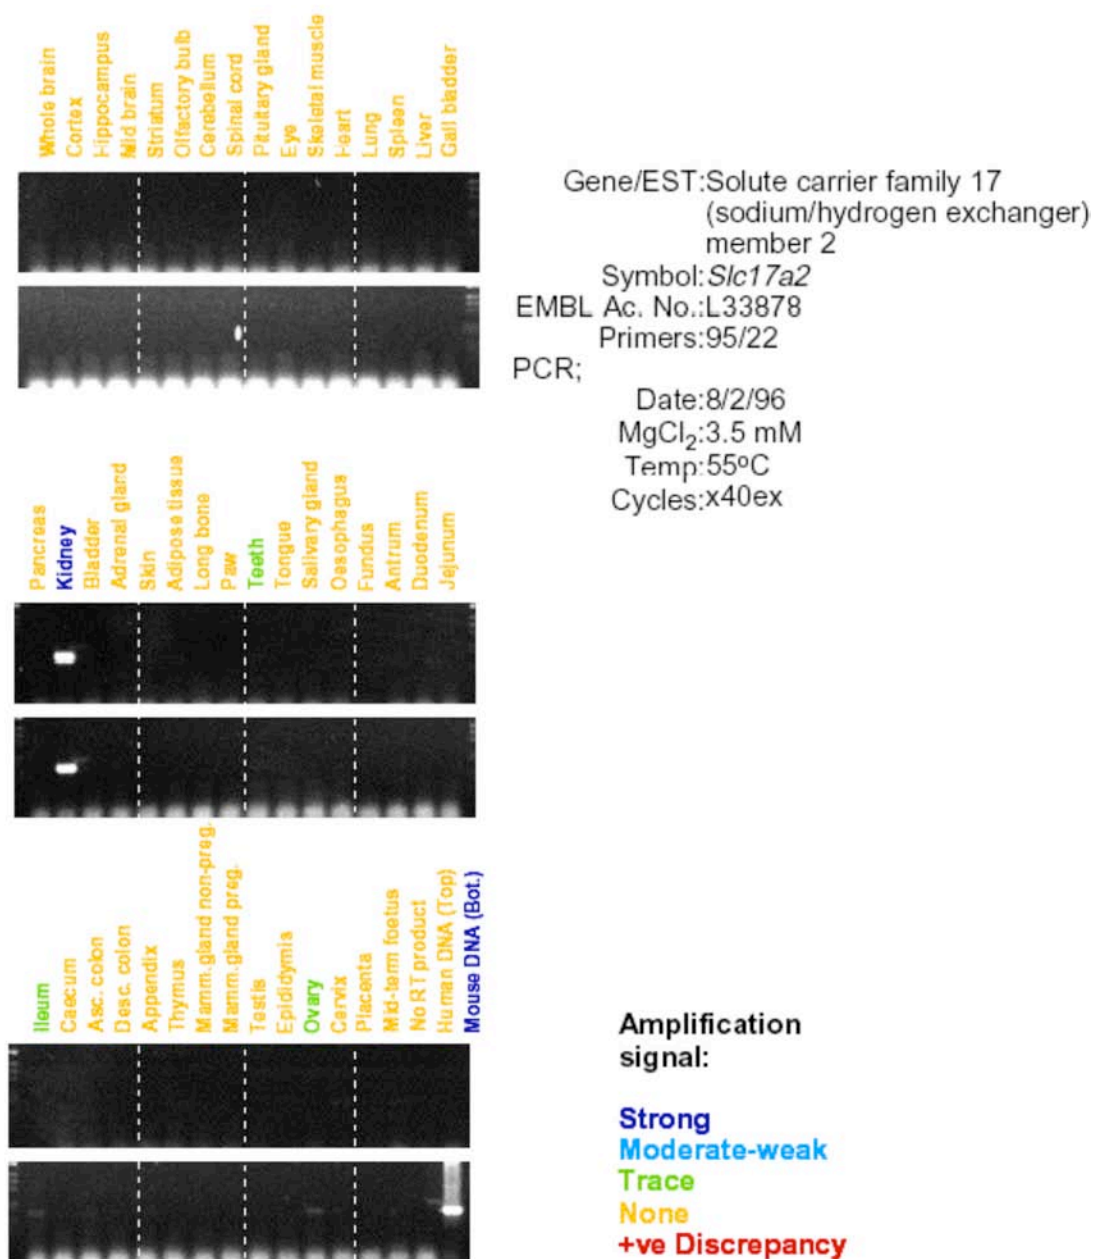 Whole brain
Cortex
Hippocampus
Mid brain
Striatum
Olfactory bulb
Cerebellum
Spinal cord
Pituitary gland
Eye
Skeletal muscle
Heart
Lung
Spleen
Liver
Gall bladder
Gene/EST:Solute carrier family 17
(sodium/hydrogen exchanger)
member 2
Symbol:Slc17a2
EMBL Ac. No.:L33878
Primers:95/22
PCR;
Date:8/2/96
MgCl2:3.5 mM
Temp:55ºC
Cycles:x40ex
Pancreas
Kidney
Bladder
Adrenal gland
Skin
Adipose tissue
Long bone
Paw
Teeth
Tongue
Salivary gland
Oesophagus
Fundus
Antrum
Duodenum
Jejunum
Ileum
Caecum
Asc. colon
Desc. colon
Appendix
Thymus
Mamm.gland non-preg.
Mamm.gland preg.
Testis
Epididymis
Ovary
Cervix
Placenta
Mid-term foetus
No RT product
Human DNA (Top)
Mouse DNA (Bot.)
Amplification
signal:
Strong
Moderate-weak
Trace
None
+ve Discrepancy